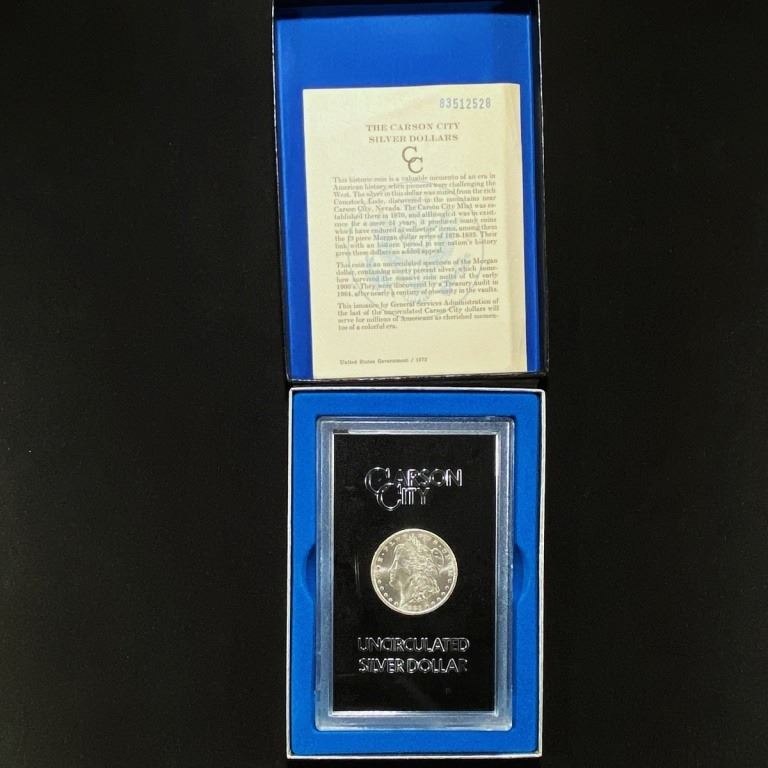 83512528
THE CARSON CITY
SILVER DOLLARS
CC
This historic coin is a valuable memento of an era in
American history when pioneers were challenging the
West. The silver in this dollar was mined from the rich
Comstock Lode, discovered in the mountains near
Carson City, Nevada. The Carson City Mint was es-
tablished there in 1870, and although it was in exist-
ence for a mere 21 years, it produced many coins
which have endured as collectors' items, among them
the 13 piece Morgan dollar series of 1878-1893. Their
link with an historic period in our nation's history
gives these dollars an added appeal.
This coin is an uncirculated specimen of the Morgan
dollar, containing ninety percent silver, which some-
how survived the massive coin melts of the early
1900's. They were discovered by a Treasury audit in
1964, after nearly a century of obscurity in the vaults.
This issuance by General Services Administration of
the last of the uncirculated Carson City dollars will
serve for millions of Americans as cherished memen-
tos of a colorful era.
United States Government / 1972
CARSON
CITY
UNCIRCULATED
SILVER DOLLAR